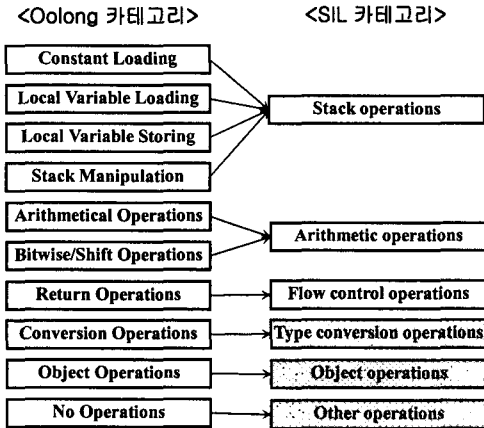 <Oolong 카테고리> <SIL 카테고리>
Constant Loading
Local Variable Loading
Stack operations
Local Variable Storing
Stack Manipulation
Arithmetical Operations
Arithmetic operations
Bitwise/Shift Operations
Return Operations Flow control operations
Conversion Operations Type conversion operations
Object Operations Object operations
No Operations Other operations